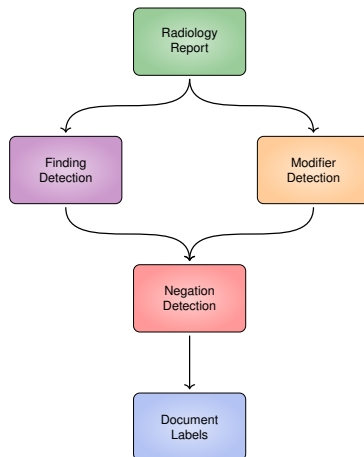 Radiology
Report
Finding
Detection
Modifier
Detection
Negation
Detection
Document
Labels